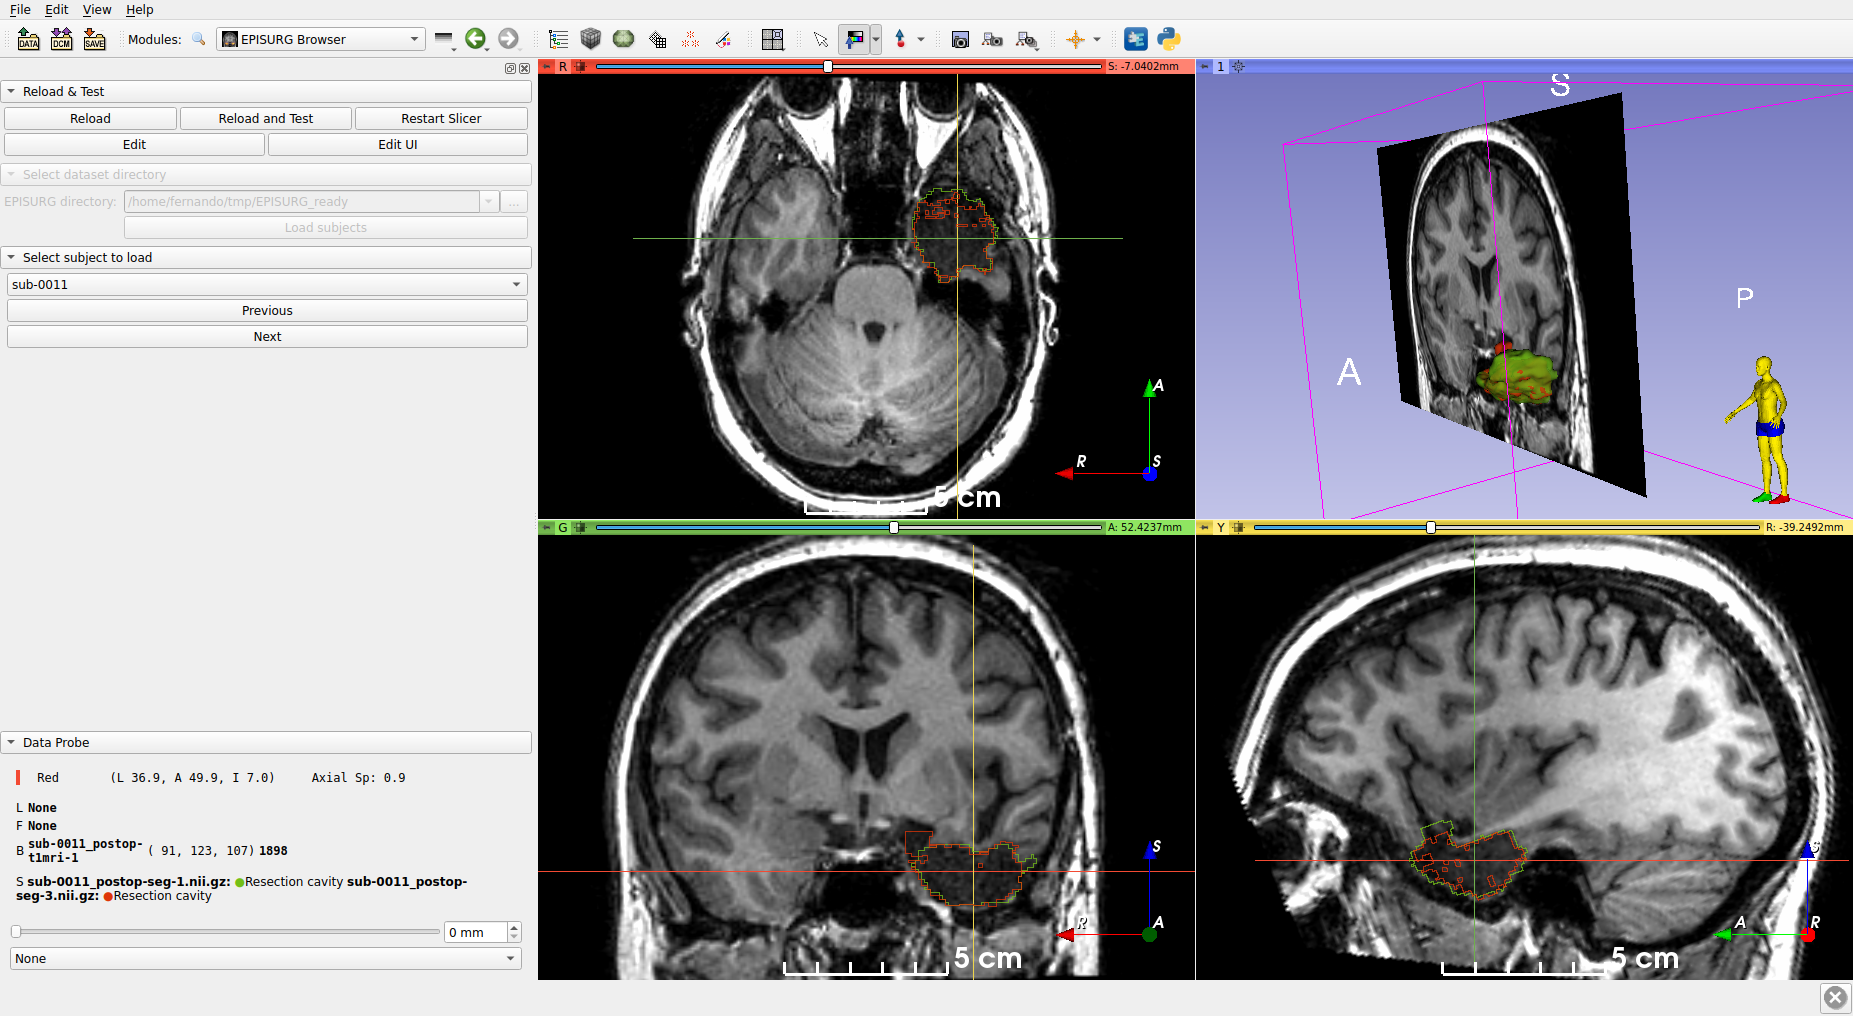 File Edit View Help
DATA DCM SAVE Modules: EPISURG Browser
R S: -7.0402mm
1
Reload & Test
Reload Reload and Test Restart Slicer
Edit Edit UI
Select dataset directory
EPISURG directory: /home/fernando/tmp/EPISURG_ready ...
Load subjects
Select subject to load
sub-0011
Previous
Next
A
R S
5 cm
S
P
A
G A: 52.4237mm
Y R: -39.2492mm
S
R A
5 cm
S
A R
5 cm
Data Probe
Red (L 36.9, A 49.9, I 7.0) Axial Sp: 0.9
L None
F None
B sub-0011_postop-t1mri-1 ( 91, 123, 107) 1898
S sub-0011_postop-seg-1.nii.gz: Resection cavity sub-0011_postop-
seg-3.nii.gz: Resection cavity
0 mm
None